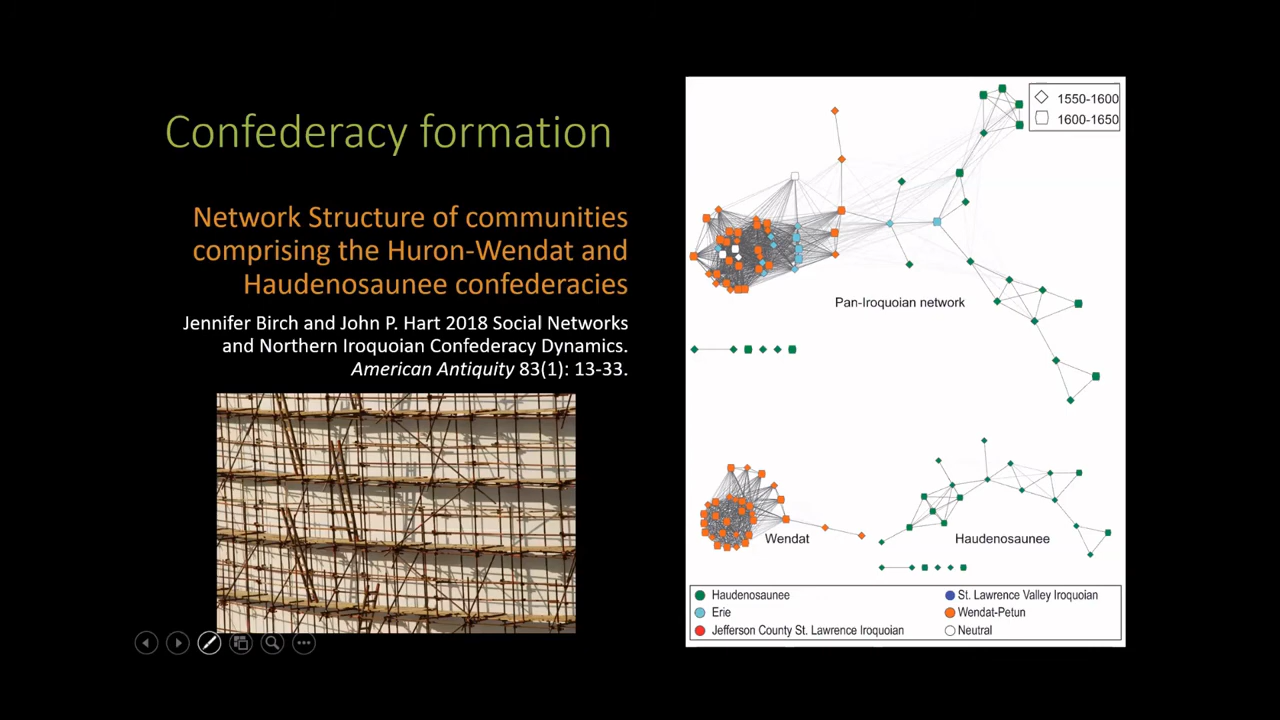 Confederacy formation
Network Structure of communities
comprising the Huron-Wendat and
Haudenosaunee confederacies
Jennifer Birch and John P. Hart 2018 Social Networks
and Northern Iroquoian Confederacy Dynamics.
American Antiquity 83(1): 13-33.
1550-1600
1600-1650
Pan-Iroquoian network
Wendat
Haudenosaunee
Haudenosaunee
Erie
Jefferson County St. Lawrence Iroquoian
St. Lawrence Valley Iroquoian
Wendat-Petun
Neutral